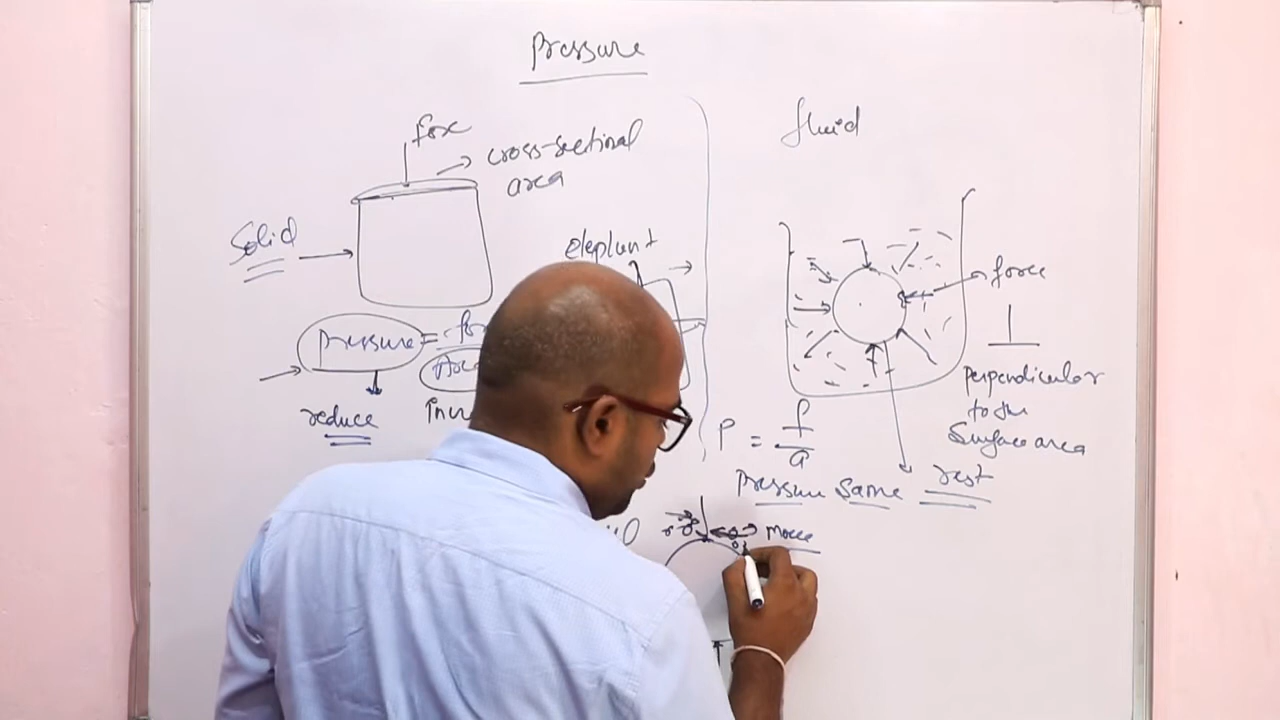 Pressure
force
cross-sectional
area
Solid
elephant
Pressure =
reduce
fluid
force
perpendicular
to the
Surface area
P = f
a
Pressure Same rest